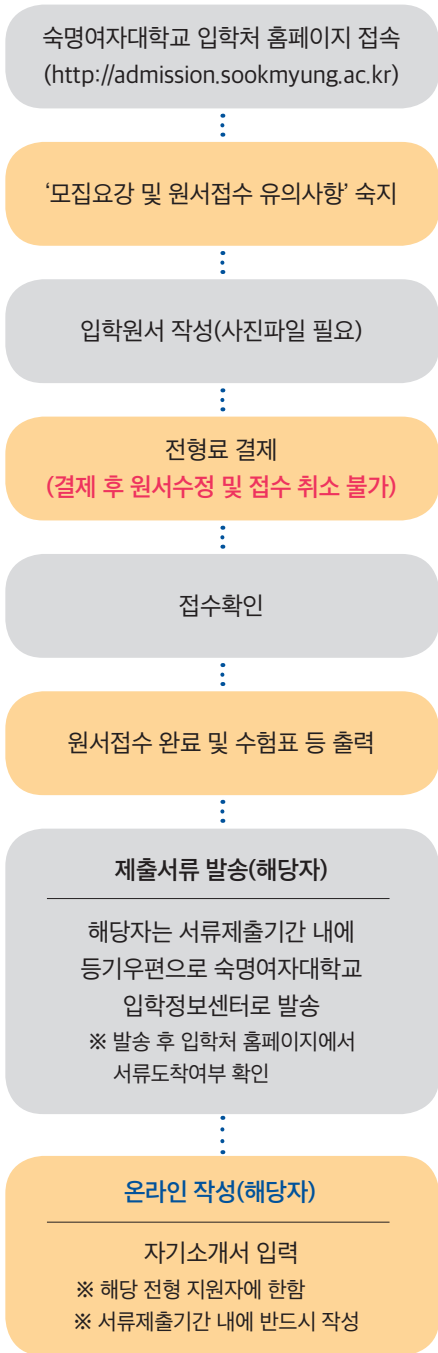 숙명여자대학교 입학처 홈페이지 접속
(http://admission.sookmyung.ac.kr)
‘모집요강 및 원서접수 유의사항’ 숙지
입학원서 작성(사진파일 필요)
전형료 결제
(결제 후 원서수정 및 접수 취소 불가)
접수확인
원서접수 완료 및 수험표 등 출력
제출서류 발송(해당자)
해당자는 서류제출기간 내에
등기우편으로 숙명여자대학교
입학정보센터로 발송
※ 발송 후 입학처 홈페이지에서
서류도착여부 확인
온라인 작성(해당자)
자기소개서 입력
※ 해당 전형 지원자에 한함
※ 서류제출기간 내에 반드시 작성